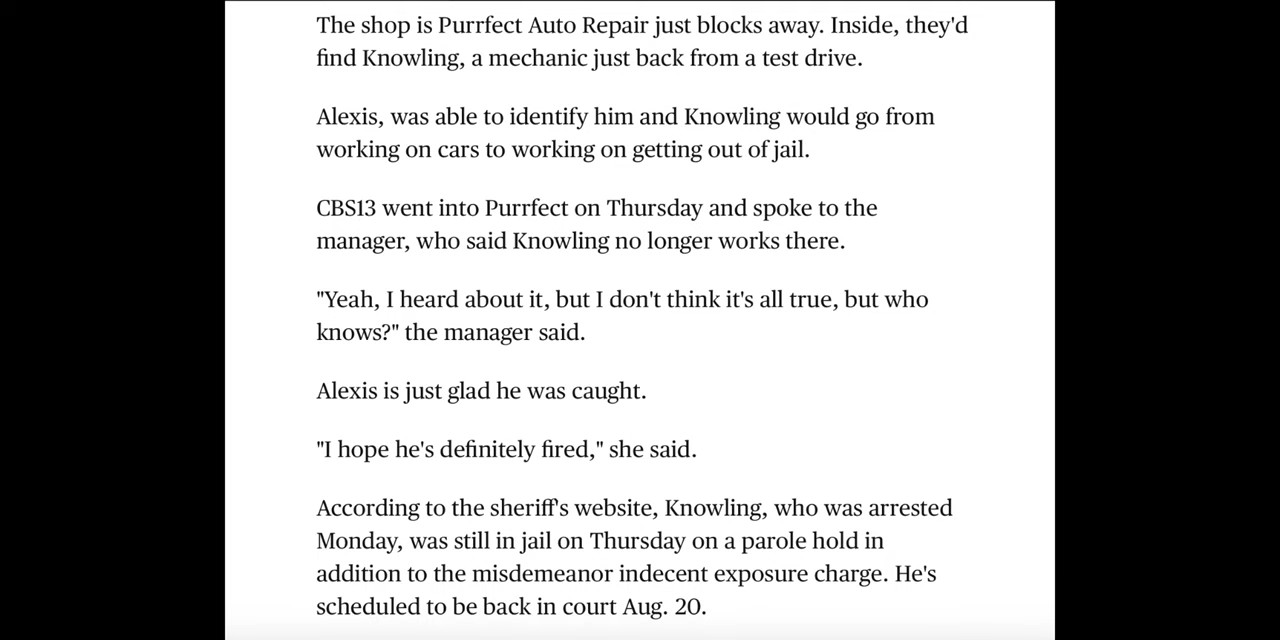 The shop is Purrfect Auto Repair just blocks away. Inside, they'd
find Knowling, a mechanic just back from a test drive.
Alexis, was able to identify him and Knowling would go from
working on cars to working on getting out of jail.
CBS13 went into Purrfect on Thursday and spoke to the
manager, who said Knowling no longer works there.
"Yeah, I heard about it, but I don't think it's all true, but who
knows?" the manager said.
Alexis is just glad he was caught.
"I hope he's definitely fired," she said.
According to the sheriff's website, Knowling, who was arrested
Monday, was still in jail on Thursday on a parole hold in
addition to the misdemeanor indecent exposure charge. He's
scheduled to be back in court Aug. 20.